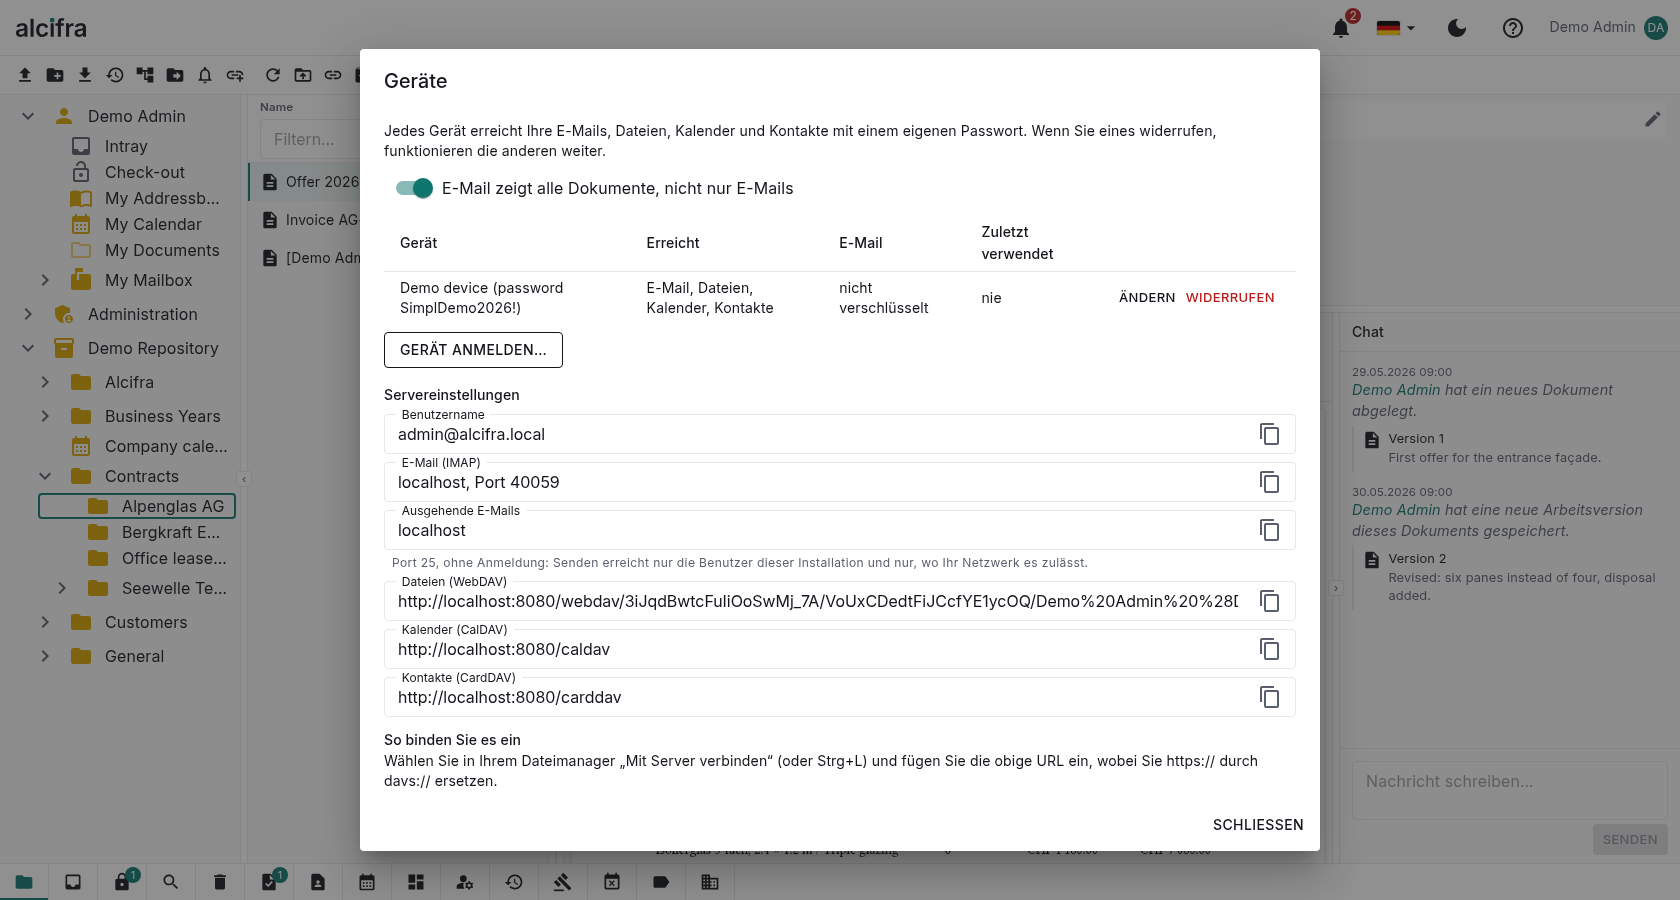 alcifra
2
Demo Admin
DA
Demo Admin
Intray
Check-out
My Addressb...
My Calendar
My Documents
My Mailbox
Administration
Demo Repository
Alcifra
Business Years
Company cale...
Contracts
Alpenglas AG
Bergkraft E...
Office lease...
Seewelle Te...
Customers
General
Name
Filtern...
Offer 2026
Invoice AG
[Demo Adn
Geräte
Jedes Gerät erreicht Ihre E-Mails, Dateien, Kalender und Kontakte mit einem eigenen Passwort. Wenn Sie eines widerrufen,
funktionieren die anderen weiter.
E-Mail zeigt alle Dokumente, nicht nur E-Mails
Gerät Erreicht E-Mail Zuletzt
verwendet
Demo device (password E-Mail, Dateien, nicht nie ÄNDERN WIDERRUFEN
SimplDemo2026!) Kalender, Kontakte verschlüsselt
GERÄT ANMELDEN...
Servereinstellungen
Benutzername
admin@alcifra.local
E-Mail (IMAP)
localhost, Port 40059
Ausgehende E-Mails
localhost
Port 25, ohne Anmeldung: Senden erreicht nur die Benutzer dieser Installation und nur, wo Ihr Netzwerk es zulässt.
Dateien (WebDAV)
http://localhost:8080/webdav/3iJqdBwtcFuliOoSwMj_7A/VoUxCDedtFiJCcfYE1ycOQ/Demo%20Admin%20%28D
Kalender (CalDAV)
http://localhost:8080/caldav
Kontakte (CardDAV)
http://localhost:8080/carddav
So binden Sie es ein
Wählen Sie in Ihrem Dateimanager „Mit Server verbinden“ (oder Strg+L) und fügen Sie die obige URL ein, wobei Sie https:// durch
davs:// ersetzen.
SCHLIESSEN
Chat
29.05.2026 09:00
Demo Admin hat ein neues Dokument
abgelegt.
Version 1
First offer for the entrance façade.
30.05.2026 09:00
Demo Admin hat eine neue Arbeitsversion
dieses Dokuments gespeichert.
Version 2
Revised: six panes instead of four, disposal
added.
Nachricht schreiben...
SENDEN
1
1